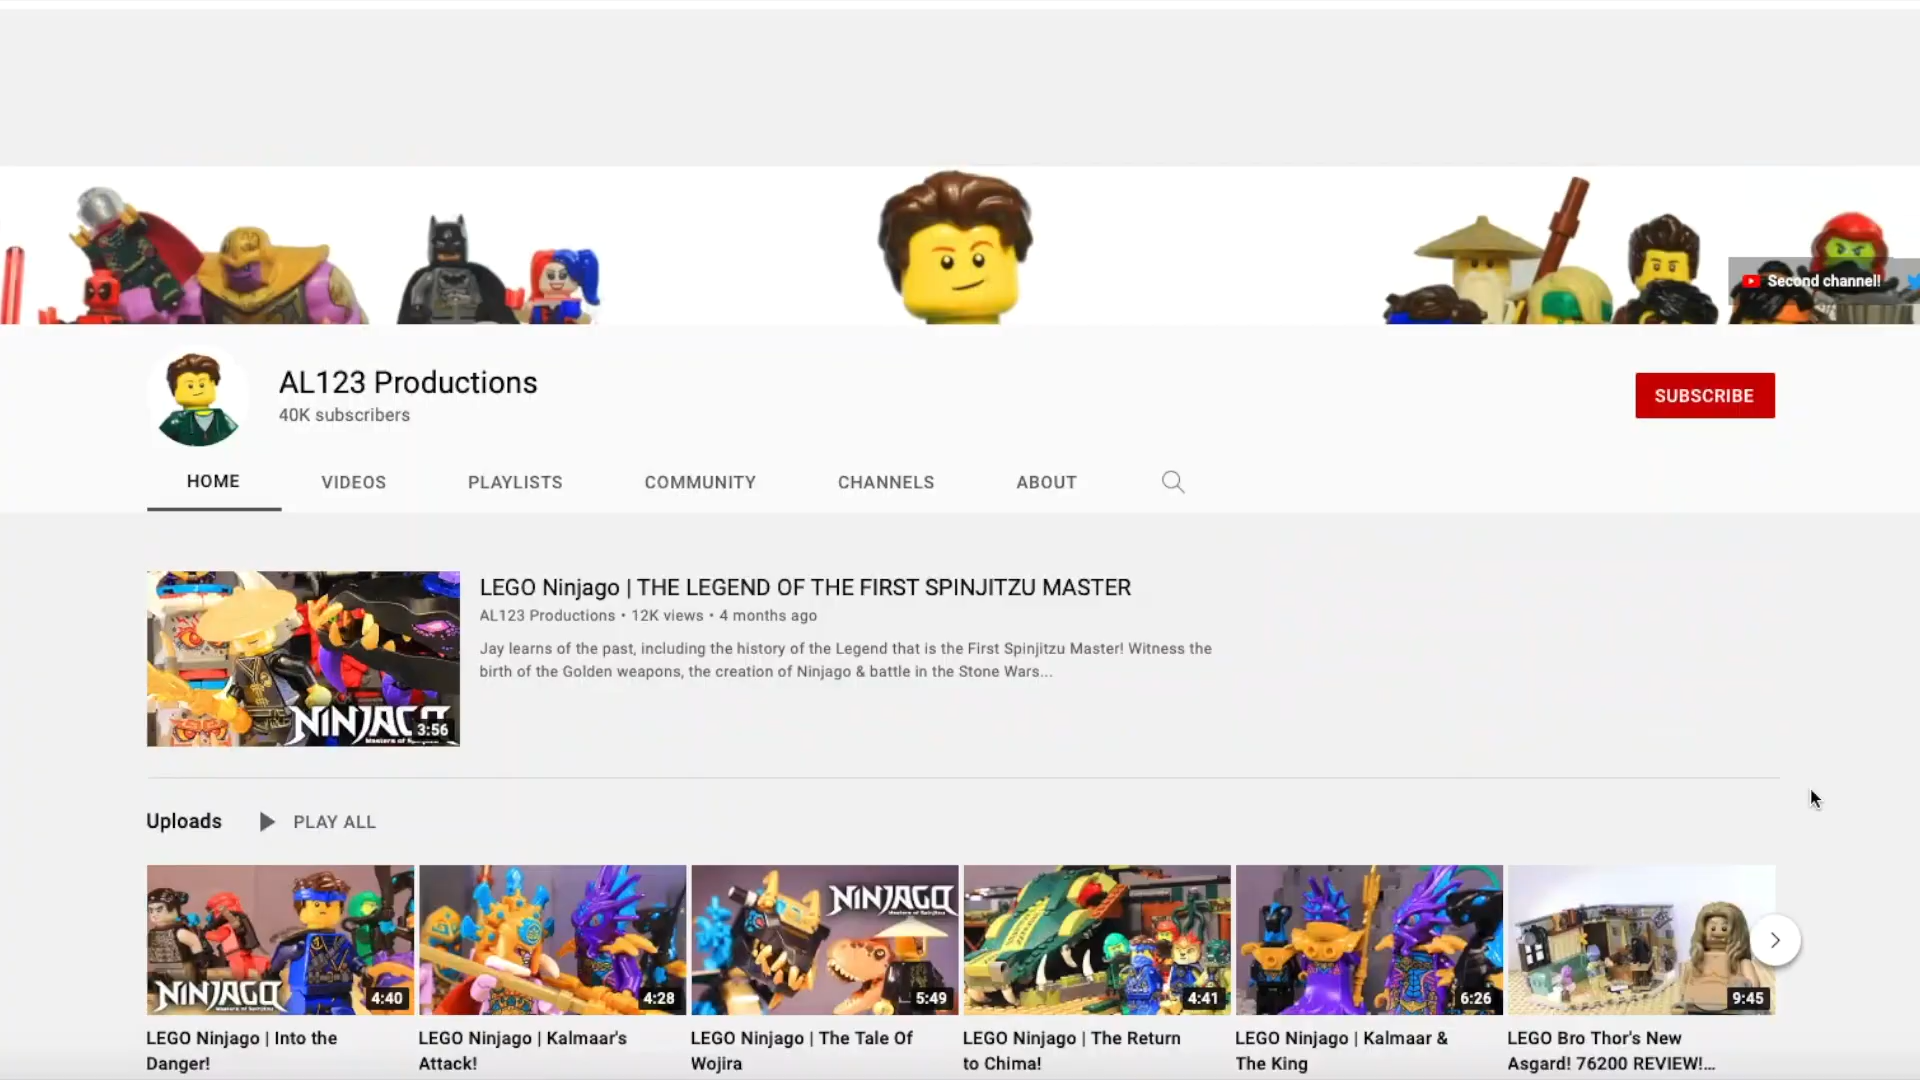 Second channel!
AL123 Productions
40K subscribers
SUBSCRIBE
HOME VIDEOS PLAYLISTS COMMUNITY CHANNELS ABOUT
LEGO Ninjago | THE LEGEND OF THE FIRST SPINJITZU MASTER
AL123 Productions • 12K views • 4 months ago
Jay learns of the past, including the history of the Legend that is the First Spinjitzu Master! Witness the
birth of the Golden weapons, the creation of Ninjago & battle in the Stone Wars...
NINJAGO
3:56
Uploads PLAY ALL
NINJAGO
4:40
4:28
NINJAGO
Masters of Spinjitzu
5:49
4:41
6:26
9:45
LEGO Ninjago | Into the
Danger!
LEGO Ninjago | Kalmaar's
Attack!
LEGO Ninjago | The Tale Of
Wojira
LEGO Ninjago | The Return
to Chima!
LEGO Ninjago | Kalmaar &
The King
LEGO Bro Thor's New
Asgard! 76200 REVIEW!...